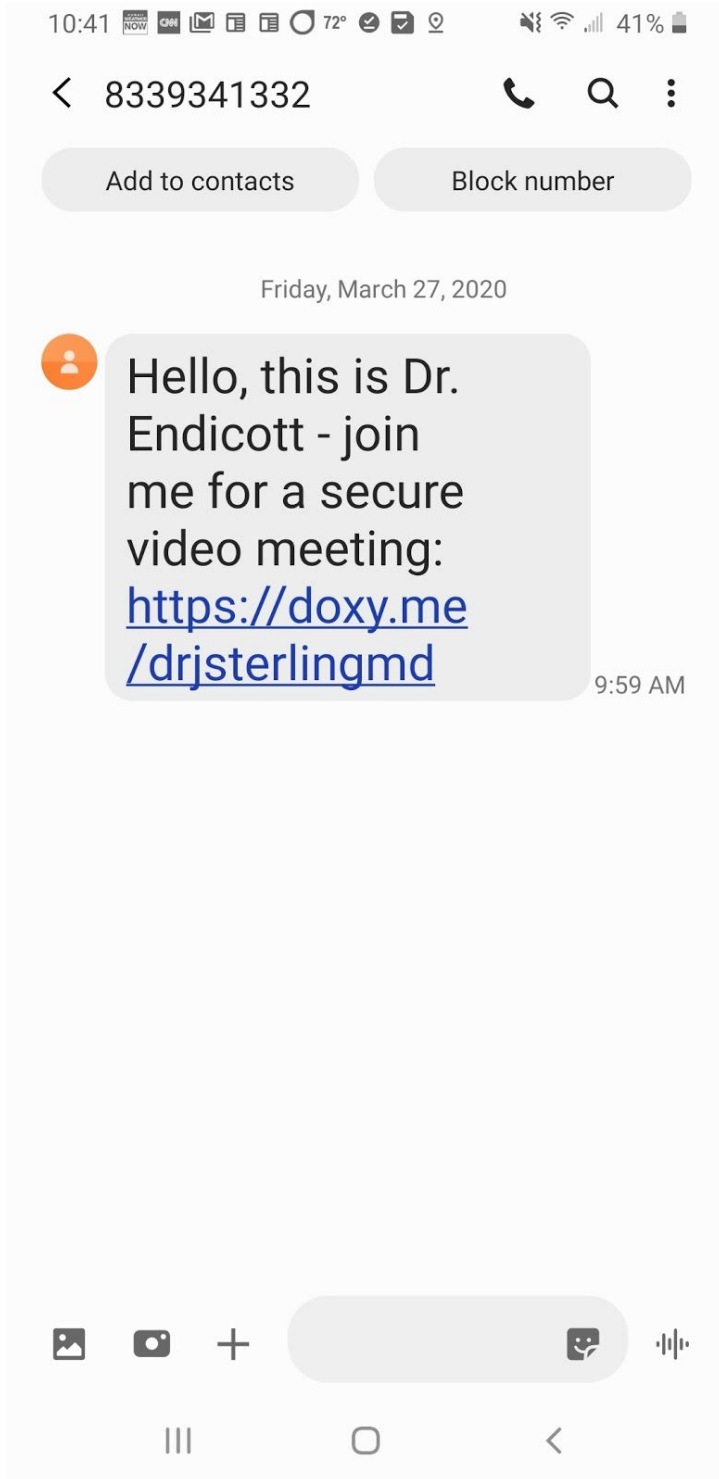 10:41 72° 41%
8339341332
Add to contacts Block number
Friday, March 27, 2020
Hello, this is Dr.
Endicott - join
me for a secure
video meeting:
https://doxy.me
/drjsterlingmd
9:59 AM